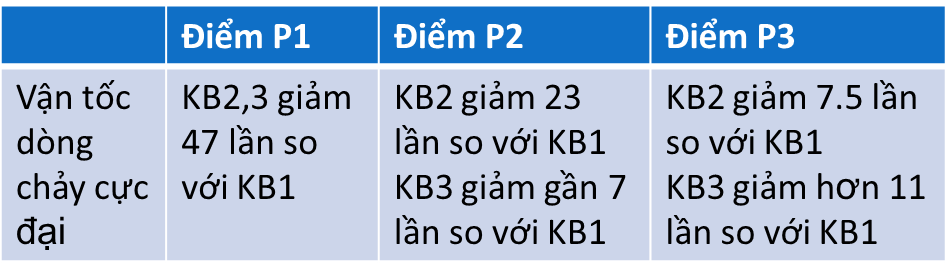 Điểm P1
Điểm P2
Điểm P3
Vận tốc
dòng
chảy cực
đại
KB2,3 giảm
47 lần so
với KB1
KB2 giảm 23
lần so với KB1
KB3 giảm gần 7
lần so với KB1
KB2 giảm 7.5 lần
so với KB1
KB3 giảm hơn 11
lần so với KB1